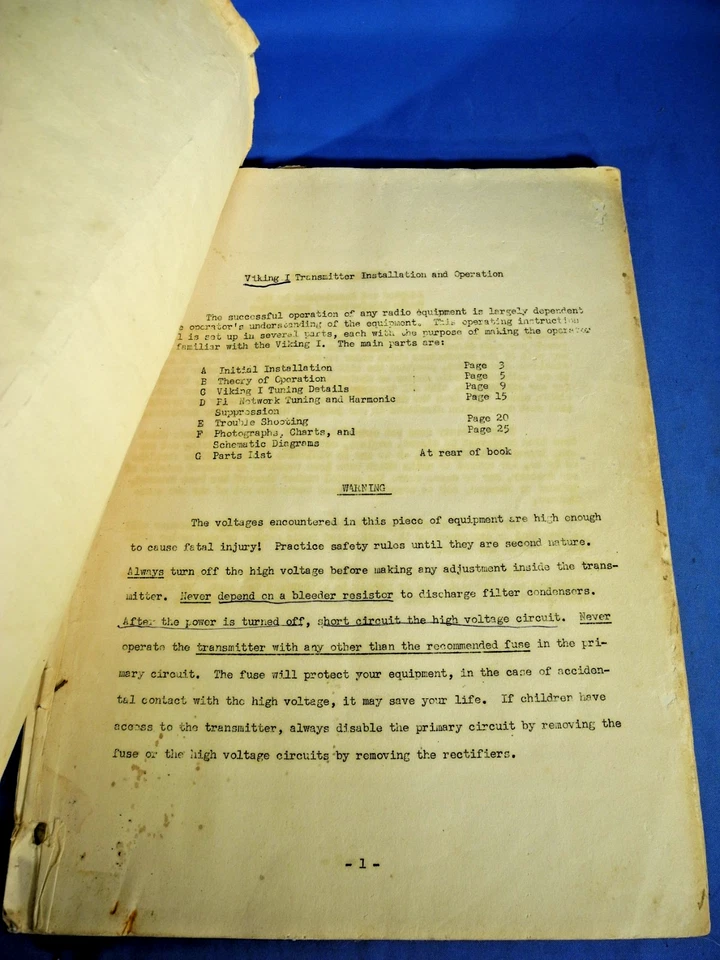 Viking I Transmitter Installation and Operation
The successful operation of any radio equipment is largely dependent
operator's understanding of the equipment. This operating instruction
l is set up in several parts, each with the purpose of making the operator
familiar with the Viking I. The main parts are:
A Initial Installation Page 3
B Theory of Operation Page 5
C Viking I Tuning Details Page 9
D Pi Network Tuning and Harmonic Page 15
Suppression
E Trouble Shooting Page 20
F Photographs, Charts, and Page 25
Schematic Diagrams
G Parts List At rear of book
WARNING
The voltages encountered in this piece of equipment are high enough
to cause fatal injury! Practice safety rules until they are second nature.
Always turn off the high voltage before making any adjustment inside the trans-
mitter. Never depend on a bleeder resistor to discharge filter condensers.
After the power is turned off, short circuit the high voltage circuit. Never
operate the transmitter with any other than the recommended fuse in the pri-
mary circuit. The fuse will protect your equipment, in the case of acciden-
tal contact with the high voltage, it may save your life. If children have
access to the transmitter, always disable the primary circuit by removing the
fuse or the high voltage circuits by removing the rectifiers.
- 1 -